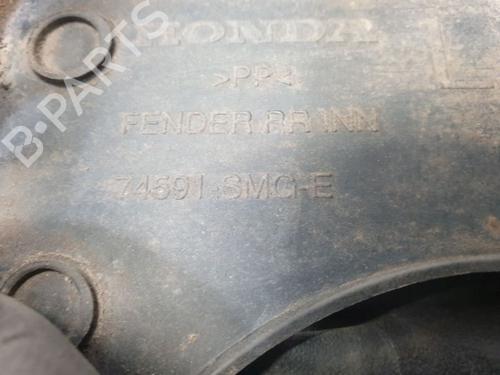 HONDA
>PP<
FENDER RR INN
74591-SMG-E
B-PARTS